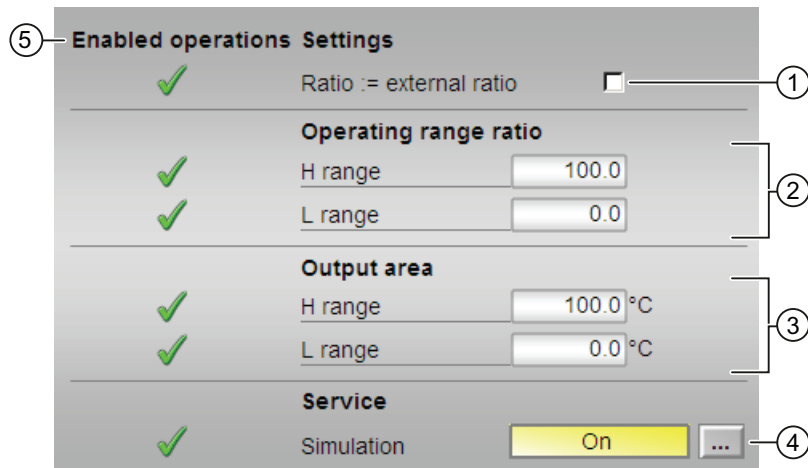 ⑤ Enabled operations Settings
Ratio := external ratio ①
Operating range ratio
H range 100.0
L range 0.0
②
Output area
H range 100.0 °C
L range 0.0 °C
③
Service
Simulation On ... ④